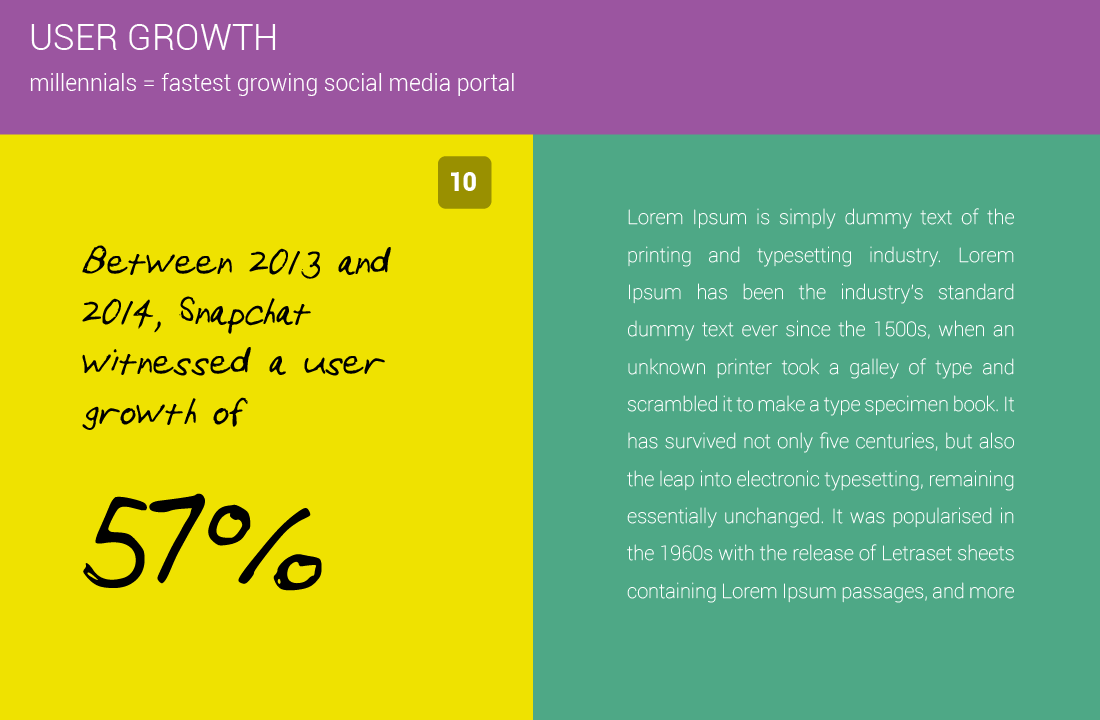 USER GROWTH
millennials = fastest growing social media portal
10
Between 2013 and
2014, Snapchat
witnessed a user
growth of
57%
Lorem Ipsum is simply dummy text of the
printing and typesetting industry. Lorem
Ipsum has been the industry's standard
dummy text ever since the 1500s, when an
unknown printer took a galley of type and
scrambled it to make a type specimen book. It
has survived not only five centuries, but also
the leap into electronic typesetting, remaining
essentially unchanged. It was popularised in
the 1960s with the release of Letraset sheets
containing Lorem Ipsum passages, and more